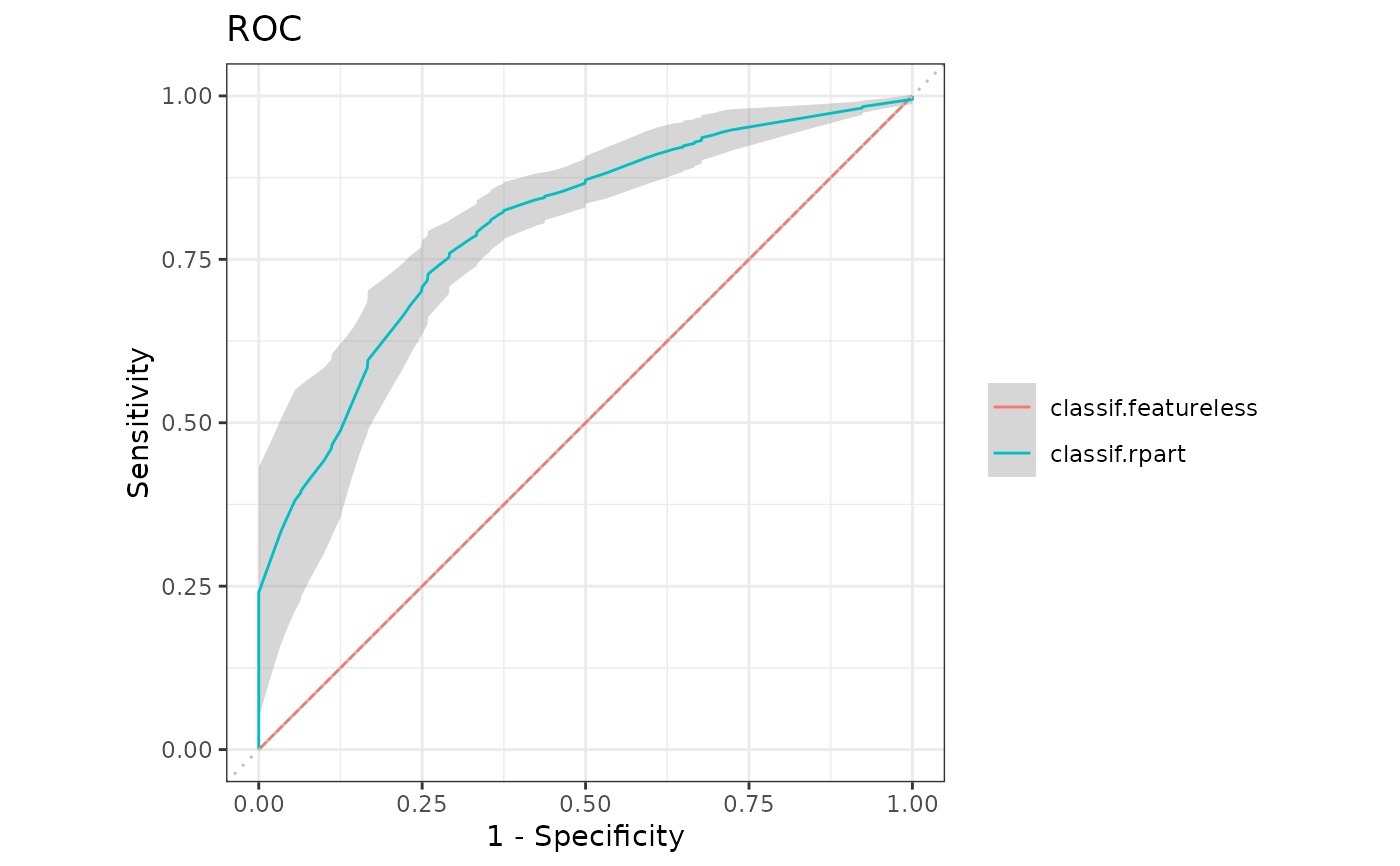 ROC
1.00
0.75
0.50
0.25
0.00
Sensitivity
0.00 0.25 0.50 0.75 1.00
1 - Specificity
classif.featureless
classif.rpart